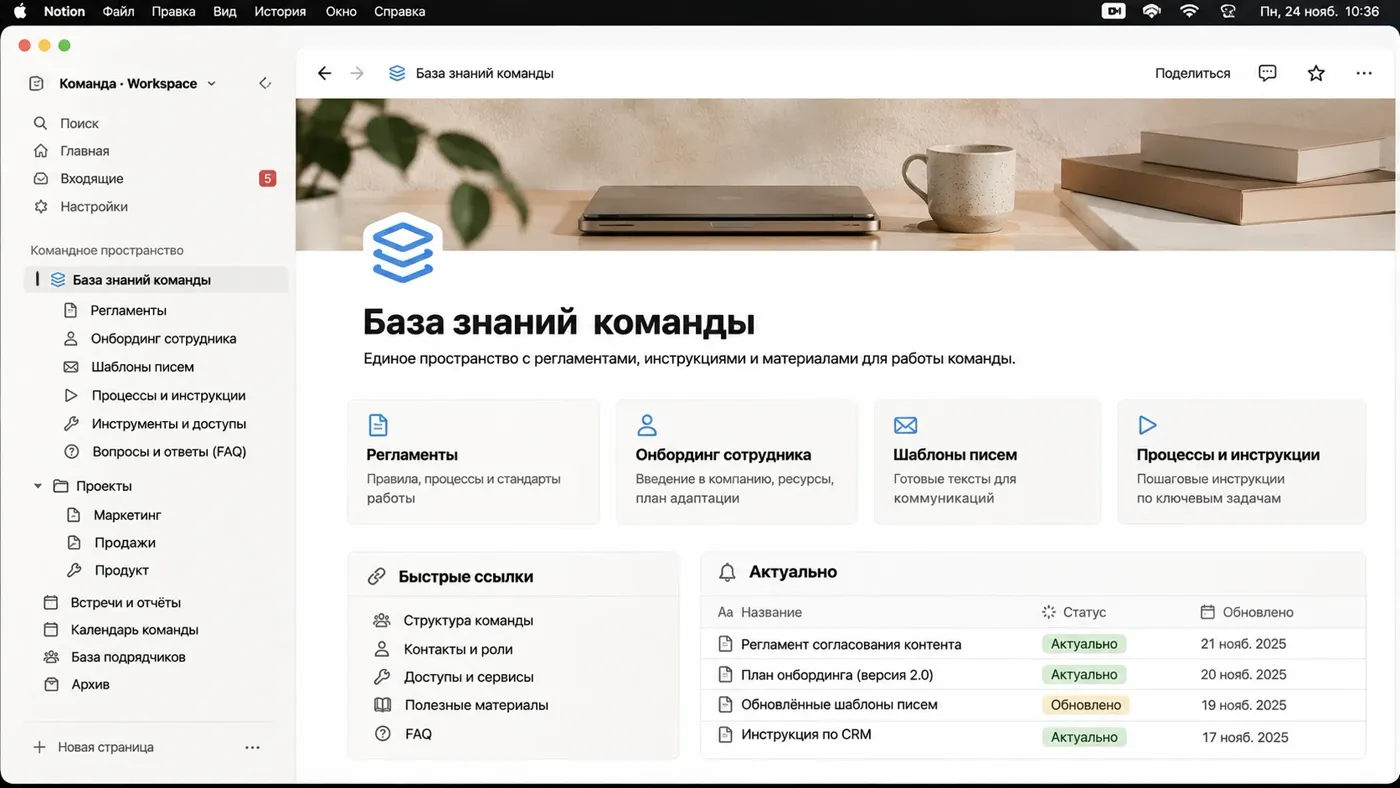 Notion Файл Правка Вид История Окно Справка Пн, 24 нояб. 10:36
Команда · Workspace
Поиск
Главная
Входящие 5
Настройки
Командное пространство
База знаний команды
Регламенты
Онбординг сотрудника
Шаблоны писем
Процессы и инструкции
Инструменты и доступы
Вопросы и ответы (FAQ)
Проекты
Маркетинг
Продажи
Продукт
Встречи и отчёты
Календарь команды
База подрядчиков
Архив
Новая страница
База знаний команды Поделиться
База знаний команды
Единое пространство с регламентами, инструкциями и материалами для работы команды.
Регламенты
Правила, процессы и стандарты
работы
Онбординг сотрудника
Введение в компанию, ресурсы,
план адаптации
Шаблоны писем
Готовые тексты для
коммуникаций
Процессы и инструкции
Пошаговые инструкции
по ключевым задачам
Быстрые ссылки
Структура команды
Контакты и роли
Доступы и сервисы
Полезные материалы
FAQ
Актуально
Aa Название Статус Обновлено
Регламент согласования контента Актуально 21 нояб. 2025
План онбординга (версия 2.0) Актуально 20 нояб. 2025
Обновлённые шаблоны писем Обновлено 19 нояб. 2025
Инструкция по CRM Актуально 17 нояб. 2025